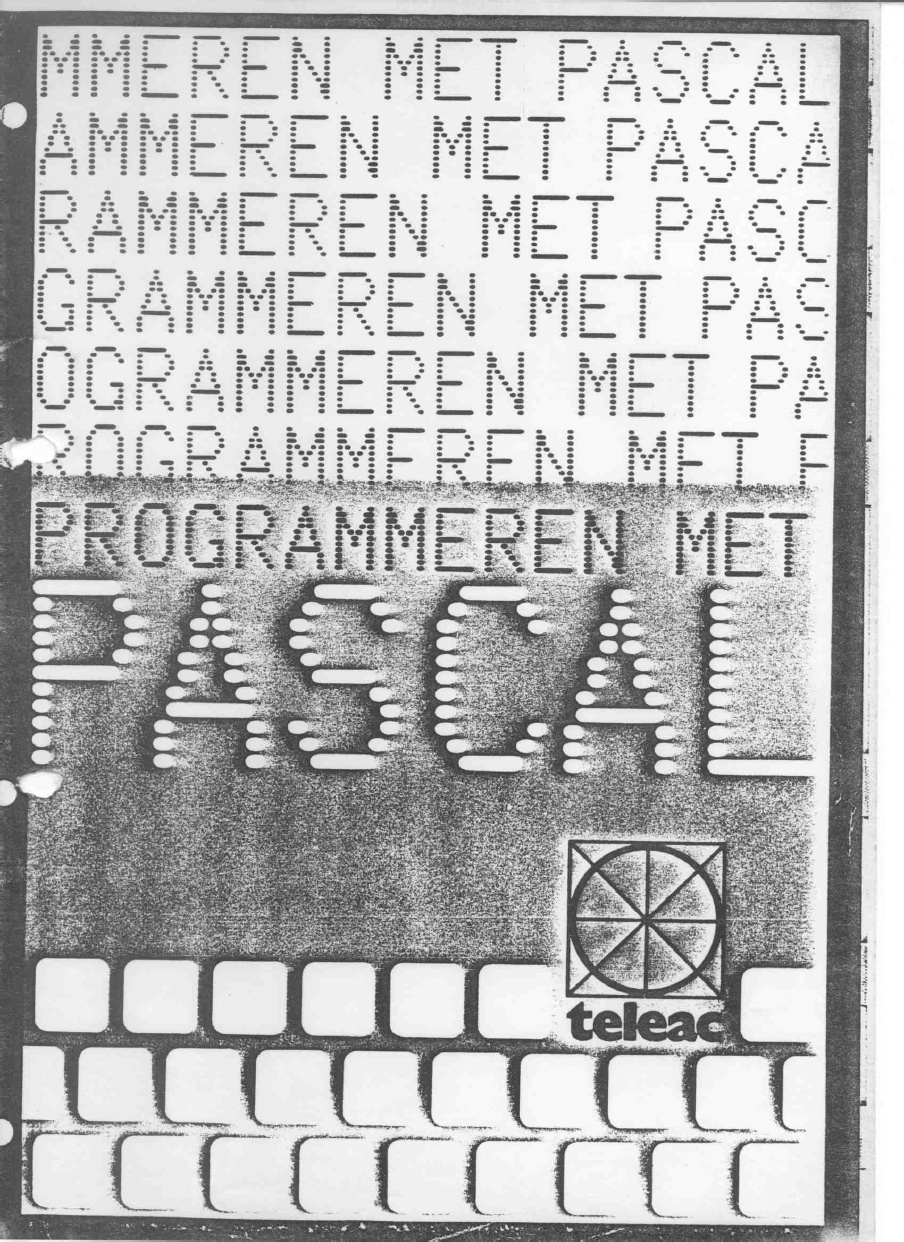 MMEREN MET PASCAL
AMMEREN MET PASCA
RAMMEREN MET PASC
GRAMMEREN MET PAS
OGRAMMEREN MET PA
ROGRAMMEREN MET P
PROGRAMMEREN MET
PASCAL
teleac